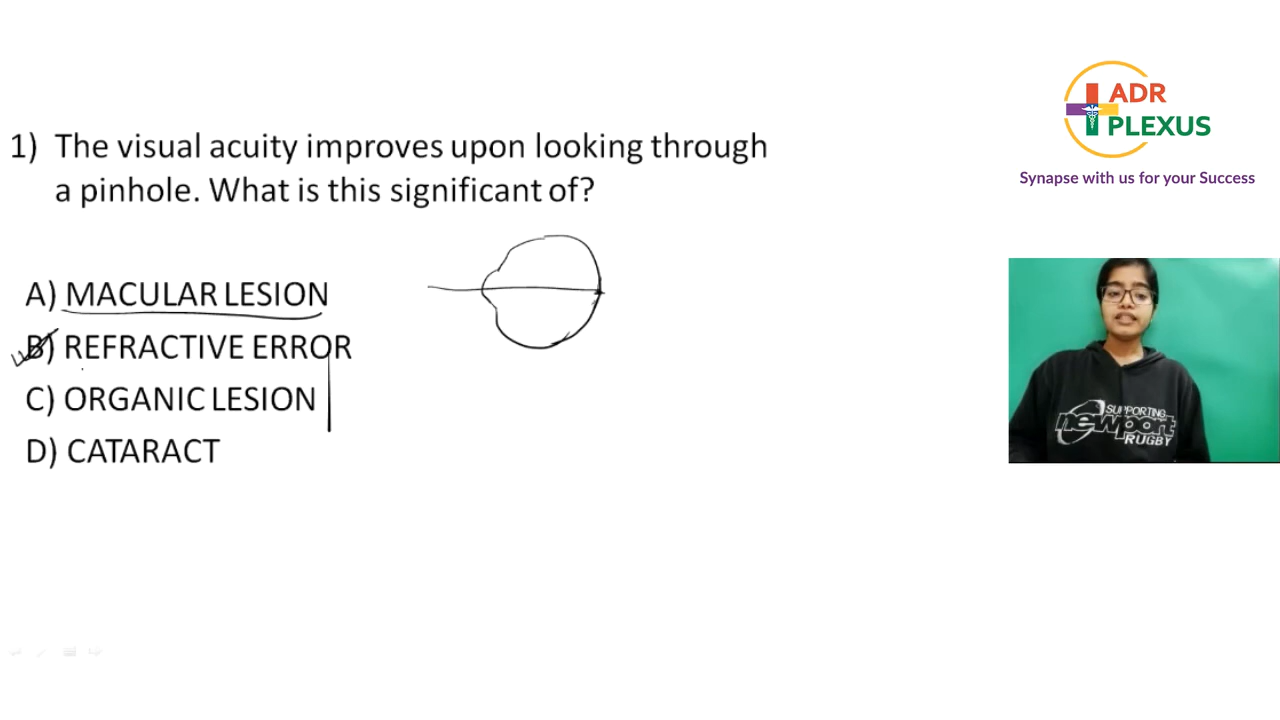 1) The visual acuity improves upon looking through
a pinhole. What is this significant of?
A) MACULAR LESION
B) REFRACTIVE ERROR
C) ORGANIC LESION
D) CATARACT
ADR
PLEXUS
Synapse with us for your Success
SUPPORTING
newport
RUGBY